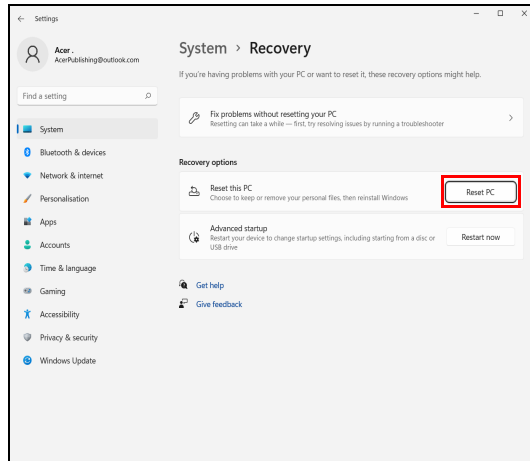 Settings
Acer .
AcerPublishing@outlook.com
Find a setting
System
Bluetooth & devices
Network & internet
Personalisation
Apps
Accounts
Time & language
Gaming
Accessibility
Privacy & security
Windows Update
System > Recovery
If you're having problems with your PC or want to reset it, these recovery options might help.
Fix problems without resetting your PC
Resetting can take a while — first, try resolving issues by running a troubleshooter
Recovery options
Reset this PC
Choose to keep or remove your personal files, then reinstall Windows
Reset PC
Advanced startup
Restart your device to change startup settings, including starting from a disc or
USB drive
Restart now
Get help
Give feedback